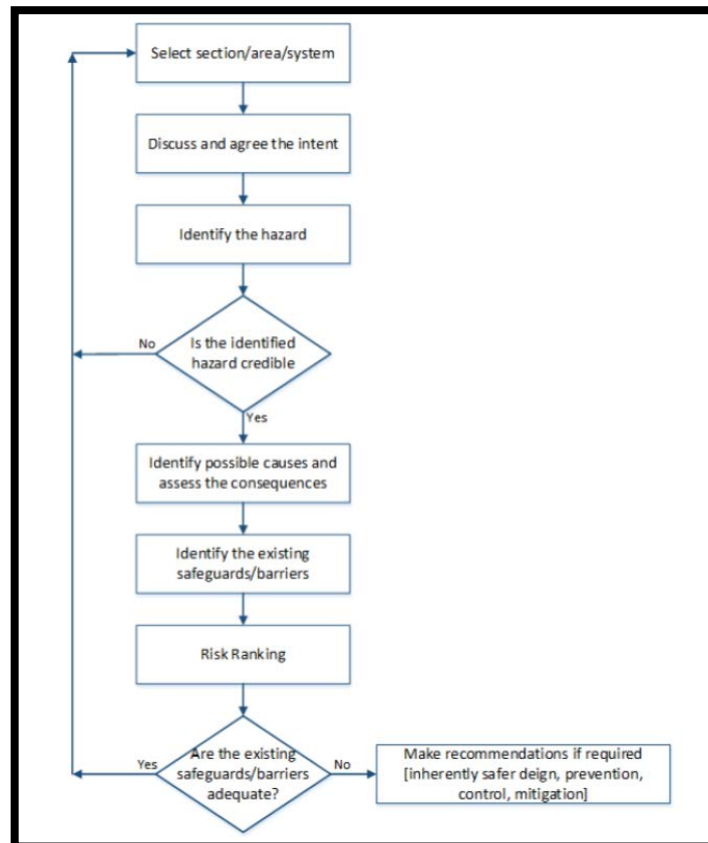 Select section/area/system
Discuss and agree the intent
Identify the hazard
Is the identified
hazard credible
No
Yes
Identify possible causes and
assess the consequences
Identify the existing
safeguards/barriers
Risk Ranking
Are the existing
safeguards/barriers
adequate?
Yes
No
Make recommendations if required
[inherently safer deign, prevention,
control, mitigation]